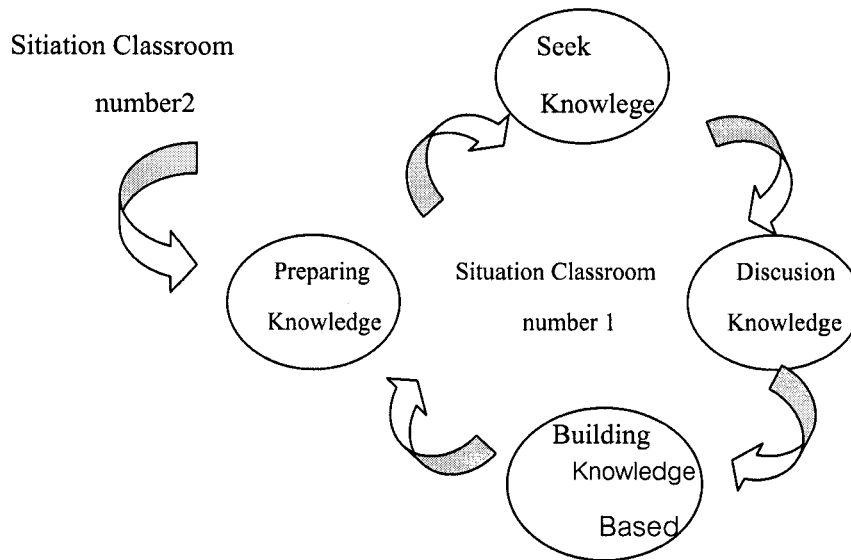 Sitiation Classroom
number2
Seek
Knowlege
Preparing
Knowledge
Situation Classroom
number 1
Discusion
Knowledge
Building
Knowledge
Based